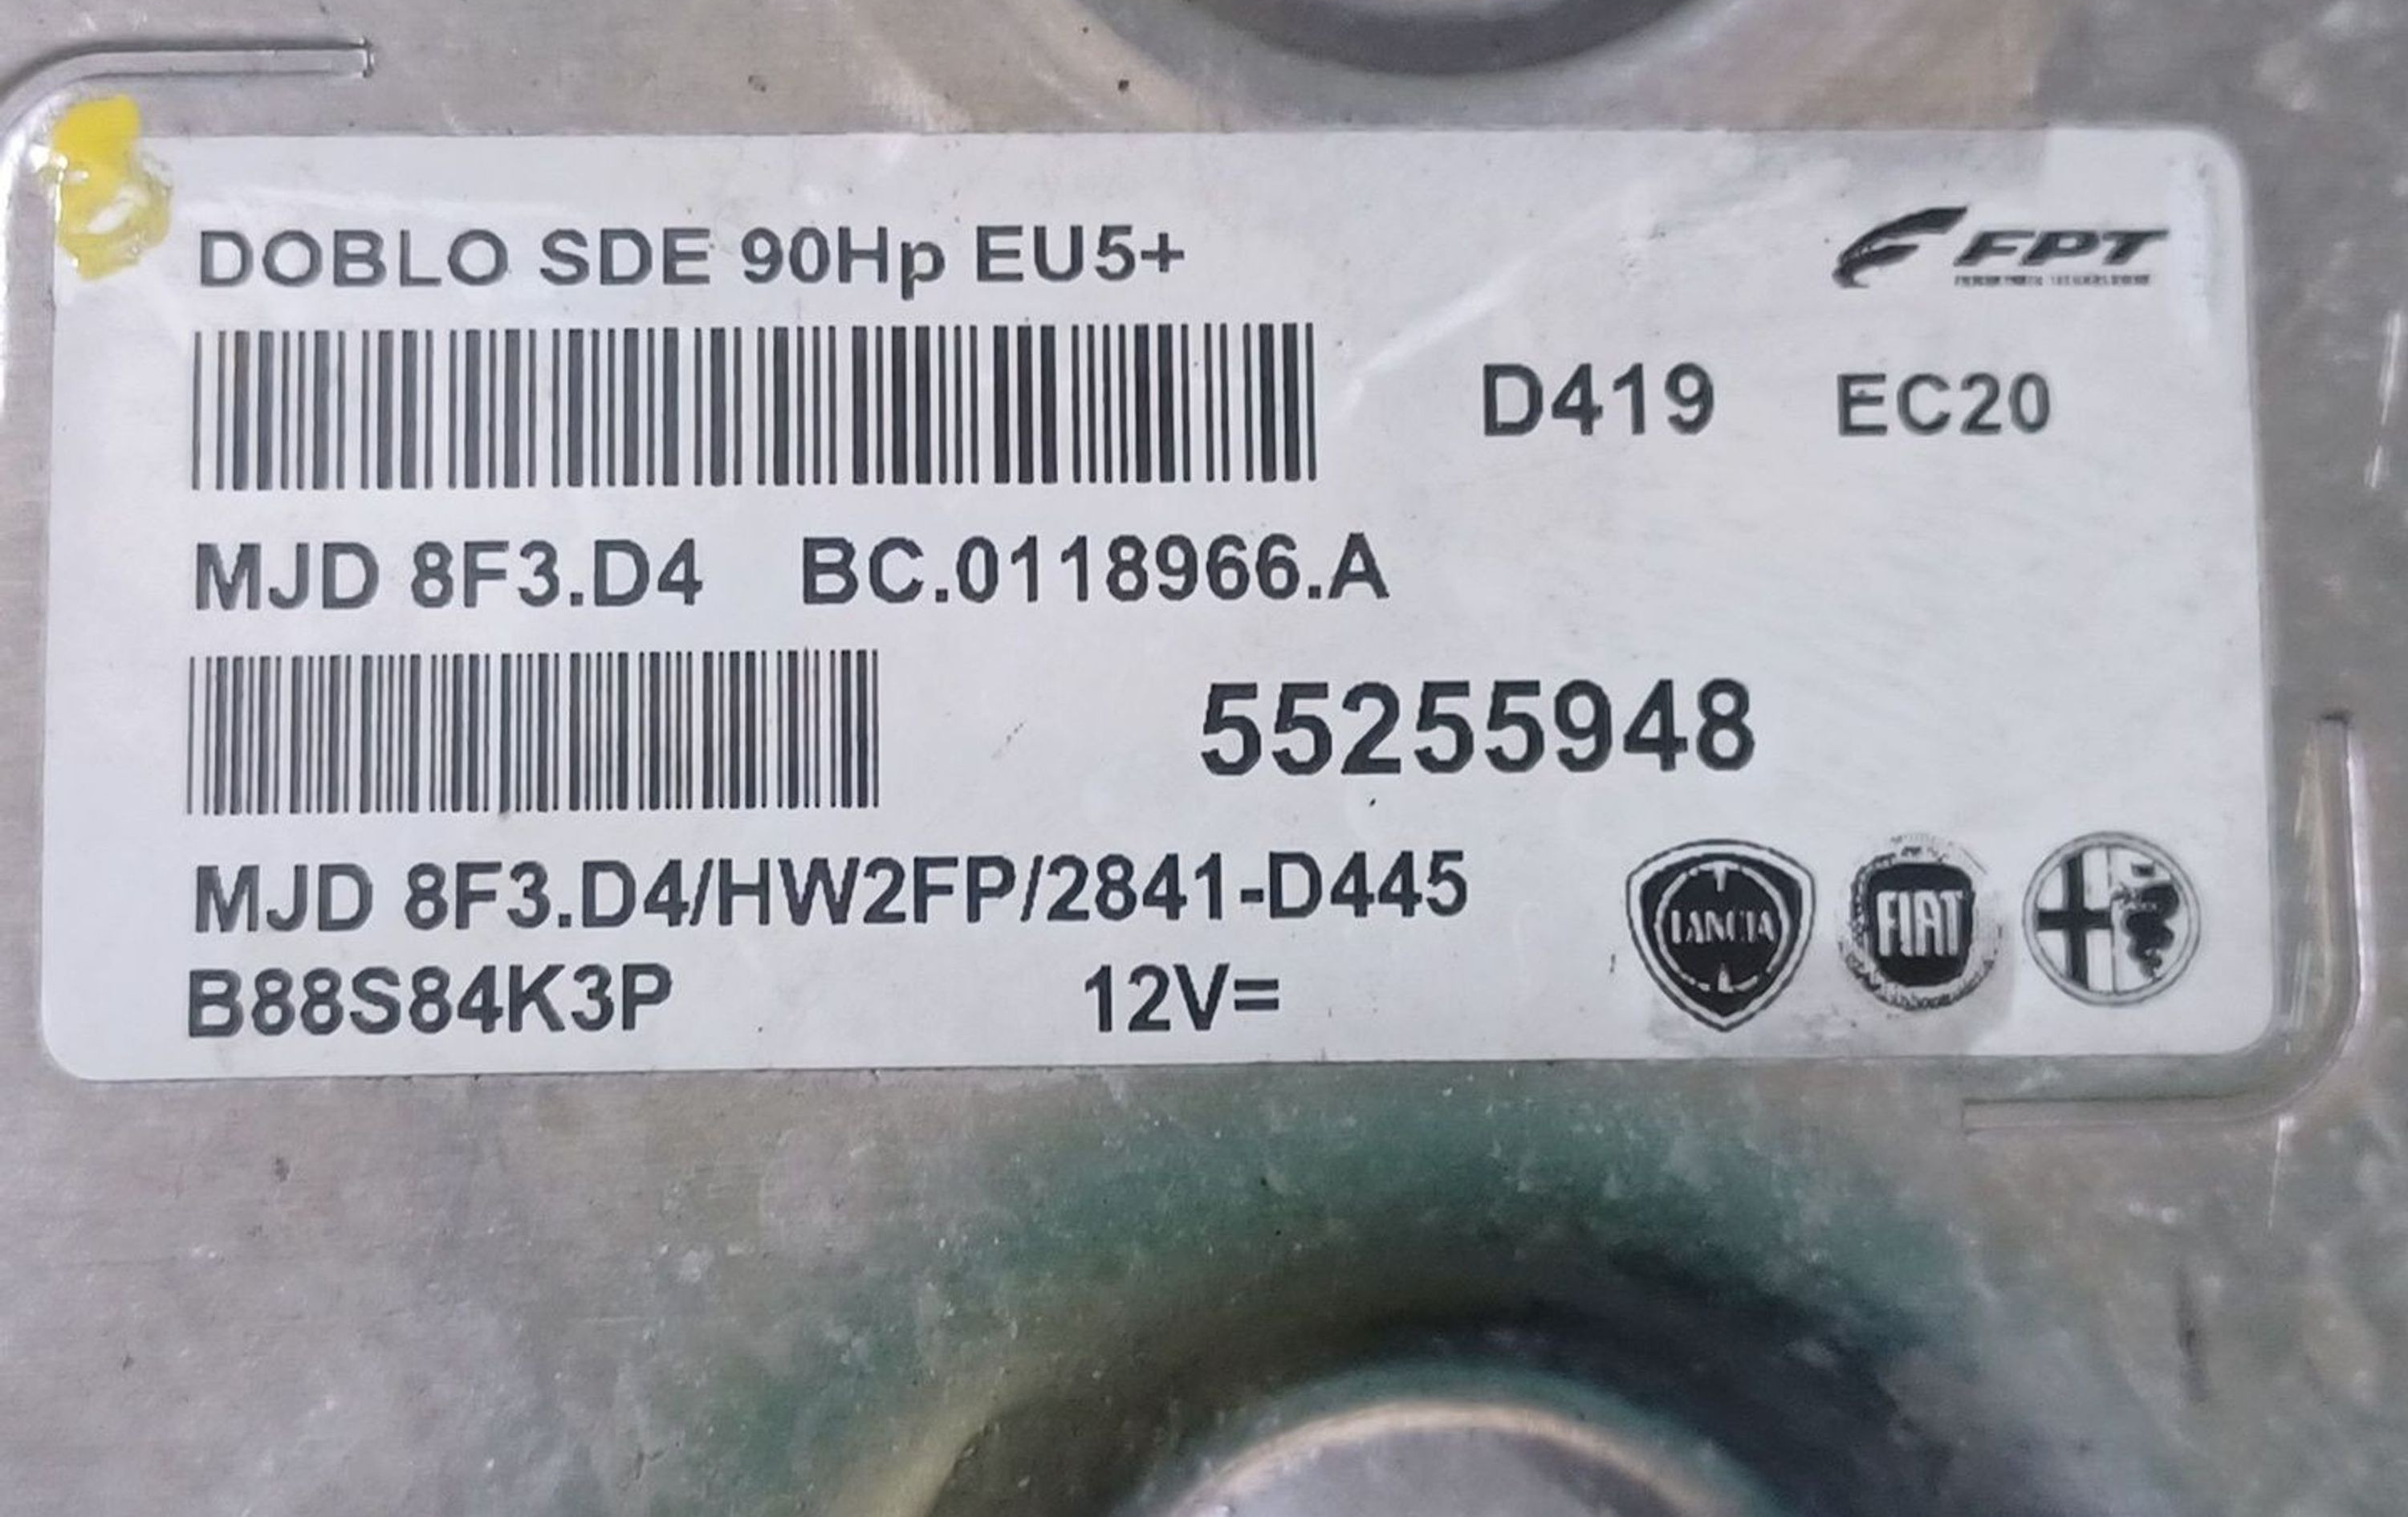 DOBLO SDE 90Hp EU5+
FPT
D419 EC20
MJD 8F3.D4 BC.0118966.A
55255948
MJD 8F3.D4/HW2FP/2841-D445
B88S84K3P 12V=
LANCIA
FIAT